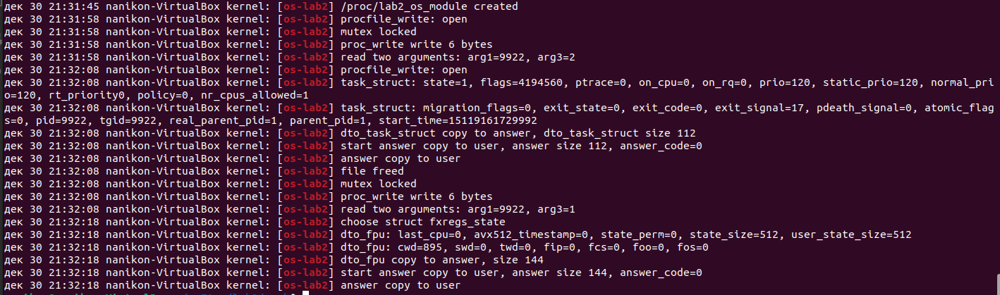 дек 30 21:31:45 nanikon-VirtualBox kernel: [os-lab2] /proc/lab2_os_module created
дек 30 21:31:58 nanikon-VirtualBox kernel: [os-lab2] procfile_write: open
дек 30 21:31:58 nanikon-VirtualBox kernel: [os-lab2] mutex locked
дек 30 21:31:58 nanikon-VirtualBox kernel: [os-lab2] proc_write write 6 bytes
дек 30 21:31:58 nanikon-VirtualBox kernel: [os-lab2] read two arguments: arg1=9922, arg3=2
дек 30 21:32:08 nanikon-VirtualBox kernel: [os-lab2] procfile_write: open
дек 30 21:32:08 nanikon-VirtualBox kernel: [os-lab2] task_struct: state=1, flags=4194560, ptrace=0, on_cpu=0, on_rq=0, prio=120, static_prio=120, normal_pri
o=120, rt_priority0, policy=0, nr_cpus_allowed=1
дек 30 21:32:08 nanikon-VirtualBox kernel: [os-lab2] task_struct: migration_flags=0, exit_state=0, exit_code=0, exit_signal=17, pdeath_signal=0, atomic_flag
s=0, pid=9922, tgid=9922, real_parent_pid=1, parent_pid=1, start_time=15119161729992
дек 30 21:32:08 nanikon-VirtualBox kernel: [os-lab2] dto_task_struct copy to answer, dto_task_struct size 112
дек 30 21:32:08 nanikon-VirtualBox kernel: [os-lab2] start answer copy to user, answer size 112, answer_code=0
дек 30 21:32:08 nanikon-VirtualBox kernel: [os-lab2] answer copy to user
дек 30 21:32:08 nanikon-VirtualBox kernel: [os-lab2] file freed
дек 30 21:32:08 nanikon-VirtualBox kernel: [os-lab2] mutex locked
дек 30 21:32:08 nanikon-VirtualBox kernel: [os-lab2] proc_write write 6 bytes
дек 30 21:32:08 nanikon-VirtualBox kernel: [os-lab2] read two arguments: arg1=9922, arg3=1
дек 30 21:32:18 nanikon-VirtualBox kernel: [os-lab2] choose struct fxregs_state
дек 30 21:32:18 nanikon-VirtualBox kernel: [os-lab2] dto_fpu: last_cpu=0, avx512_timestamp=0, state_perm=0, state_size=512, user_state_size=512
дек 30 21:32:18 nanikon-VirtualBox kernel: [os-lab2] dto_fpu: cwd=895, swd=0, twd=0, fip=0, fcs=0, foo=0, fos=0
дек 30 21:32:18 nanikon-VirtualBox kernel: [os-lab2] dto_fpu copy to answer, size 144
дек 30 21:32:18 nanikon-VirtualBox kernel: [os-lab2] start answer copy to user, answer size 144, answer_code=0
дек 30 21:32:18 nanikon-VirtualBox kernel: [os-lab2] answer copy to user